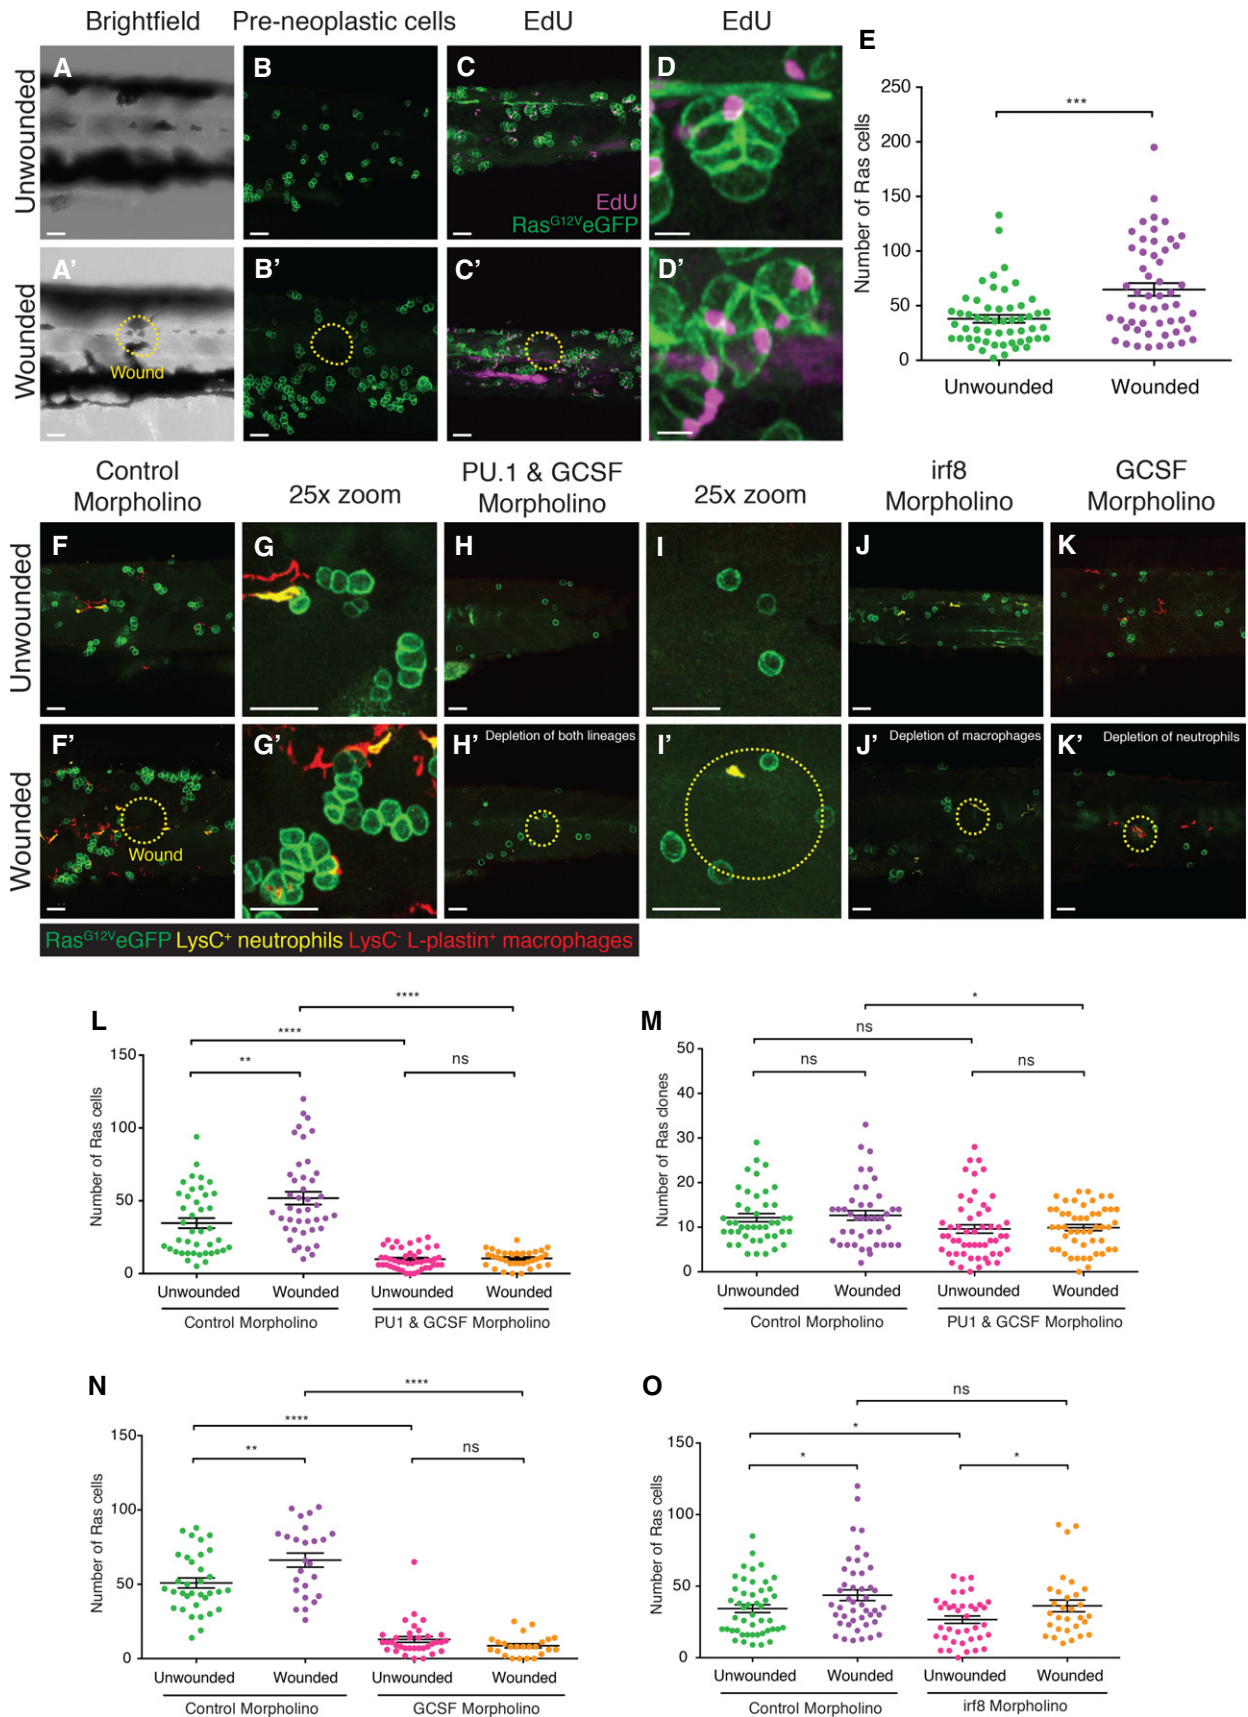 Brightfield Pre-neoplastic cells EdU EdU
Unwounded
A B C D
EdU
Ras^G12V eGFP
Wounded
A' B' C' D'
Wound
E
Number of Ras cells
250
200
150
100
50
0
***
Unwounded Wounded
Control Morpholino
25x zoom
PU.1 & GCSF Morpholino
25x zoom
irf8 Morpholino
GCSF Morpholino
Unwounded
F G H I J K
Wounded
F' G' H' I' J' K'
Wound
Depletion of both lineages
Depletion of macrophages
Depletion of neutrophils
Ras^G12V eGFP LysC⁺ neutrophils LysC⁻ L-plastin⁺ macrophages
L
Number of Ras cells
150
100
50
0
****
****
**
ns
Unwounded Wounded Unwounded Wounded
Control Morpholino PU1 & GCSF Morpholino
M
Number of Ras clones
50
40
30
20
10
0
*
ns
ns
ns
Unwounded Wounded Unwounded Wounded
Control Morpholino PU1 & GCSF Morpholino
N
Number of Ras cells
150
100
50
0
****
****
**
ns
Unwounded Wounded Unwounded Wounded
Control Morpholino GCSF Morpholino
O
Number of Ras cells
150
100
50
0
ns
*
*
*
Unwounded Wounded Unwounded Wounded
Control Morpholino irf8 Morpholino